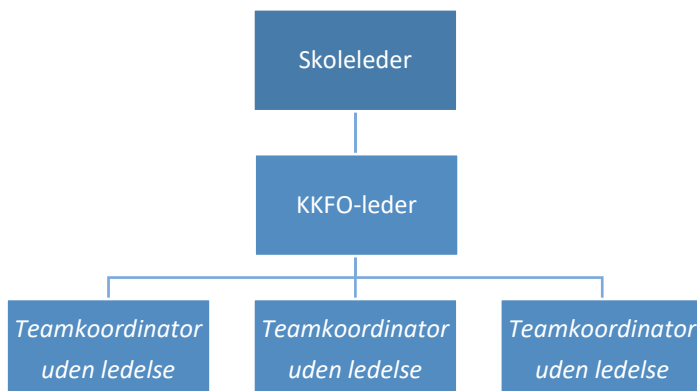 Skoleleder
KKFO-leder
Teamkoordinator
uden ledelse
Teamkoordinator
uden ledelse
Teamkoordinator
uden ledelse